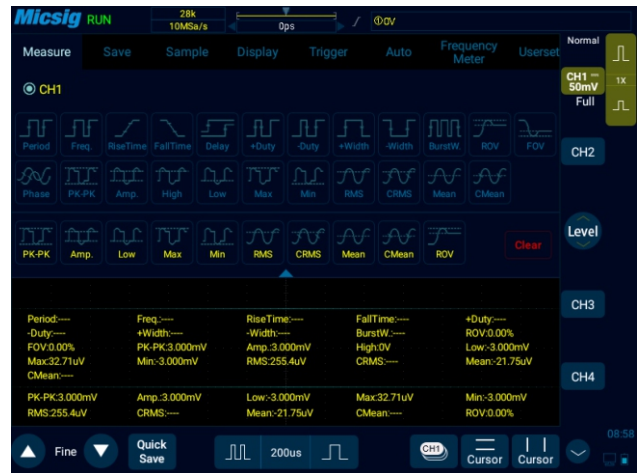 Micsig RUN 28k 10MSa/s 0ps ①0V
Measure Save Sample Display Trigger Auto Frequency Meter Userset
Normal
CH1 50mV 1X
Full
CH1
Period Freq. RiseTime FallTime Delay +Duty -Duty +Width -Width BurstW. ROV FOV
CH2
Phase PK-PK Amp. High Low Max Min RMS CRMS Mean CMean
PK-PK Amp. Low Max Min RMS CRMS Mean CMean ROV Clear
Level
CH3
Period:---- Freq.:---- RiseTime:---- FallTime:---- +Duty:----
-Duty:---- +Width:---- -Width:---- BurstW.:---- ROV:0.00%
FOV:0.00% PK-PK:3.000mV Amp.:3.000mV High:0V Low:-3.000mV
Max:32.71uV Min:-3.000mV RMS:255.4uV CRMS:---- Mean:-21.75uV
CMean:----
CH4
PK-PK:3.000mV Amp.:3.000mV Low:-3.000mV Max:32.71uV Min:-3.000mV
RMS:255.4uV CRMS:---- Mean:-21.75uV CMean:---- ROV:0.00%
08:58
Fine Quick Save 200us CH1 Cursor Cursor